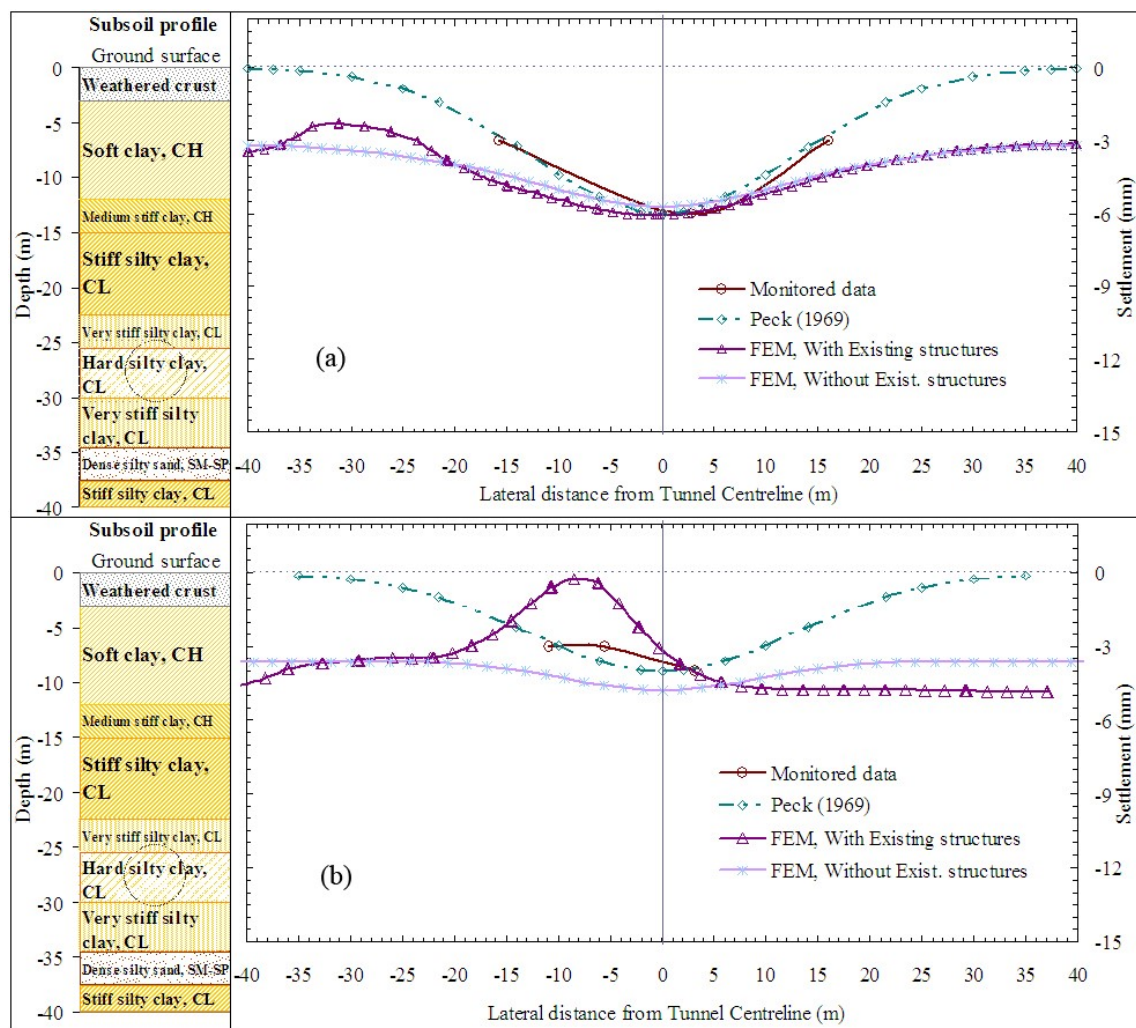 Subsoil profile
Ground surface
Weathered crust
Soft clay, CH
Medium stiff clay, CH
Stiff silty clay,
CL
Very stiff silty clay, CL
Hard silty clay,
CL
Very stiff silty
clay, CL
Dense silty sand, SM-SP
Stiff silty clay, CL
Depth (m)
0
-5
-10
-15
-20
-25
-30
-35
-40
Monitored data
Peck (1969)
FEM, With Existing structures
FEM, Without Exist. structures
(a)
0
-3
-6
-9
-12
-15
Settlement (mm)
-40 -35 -30 -25 -20 -15 -10 -5 0 5 10 15 20 25 30 35 40
Lateral distance from Tunnel Centreline (m)
Subsoil profile
Ground surface
Weathered crust
Soft clay, CH
Medium stiff clay, CH
Stiff silty clay,
CL
Very stiff silty clay, CL
Hard silty clay,
CL
Very stiff silty
clay, CL
Dense silty sand, SM-SP
Stiff silty clay, CL
Depth (m)
0
-5
-10
-15
-20
-25
-30
-35
-40
Monitored data
Peck (1969)
FEM, With Existing structures
FEM, Without Exist. structures
(b)
0
-3
-6
-9
-12
-15
Settlement (mm)
-40 -35 -30 -25 -20 -15 -10 -5 0 5 10 15 20 25 30 35 40
Lateral distance from Tunnel Centreline (m)